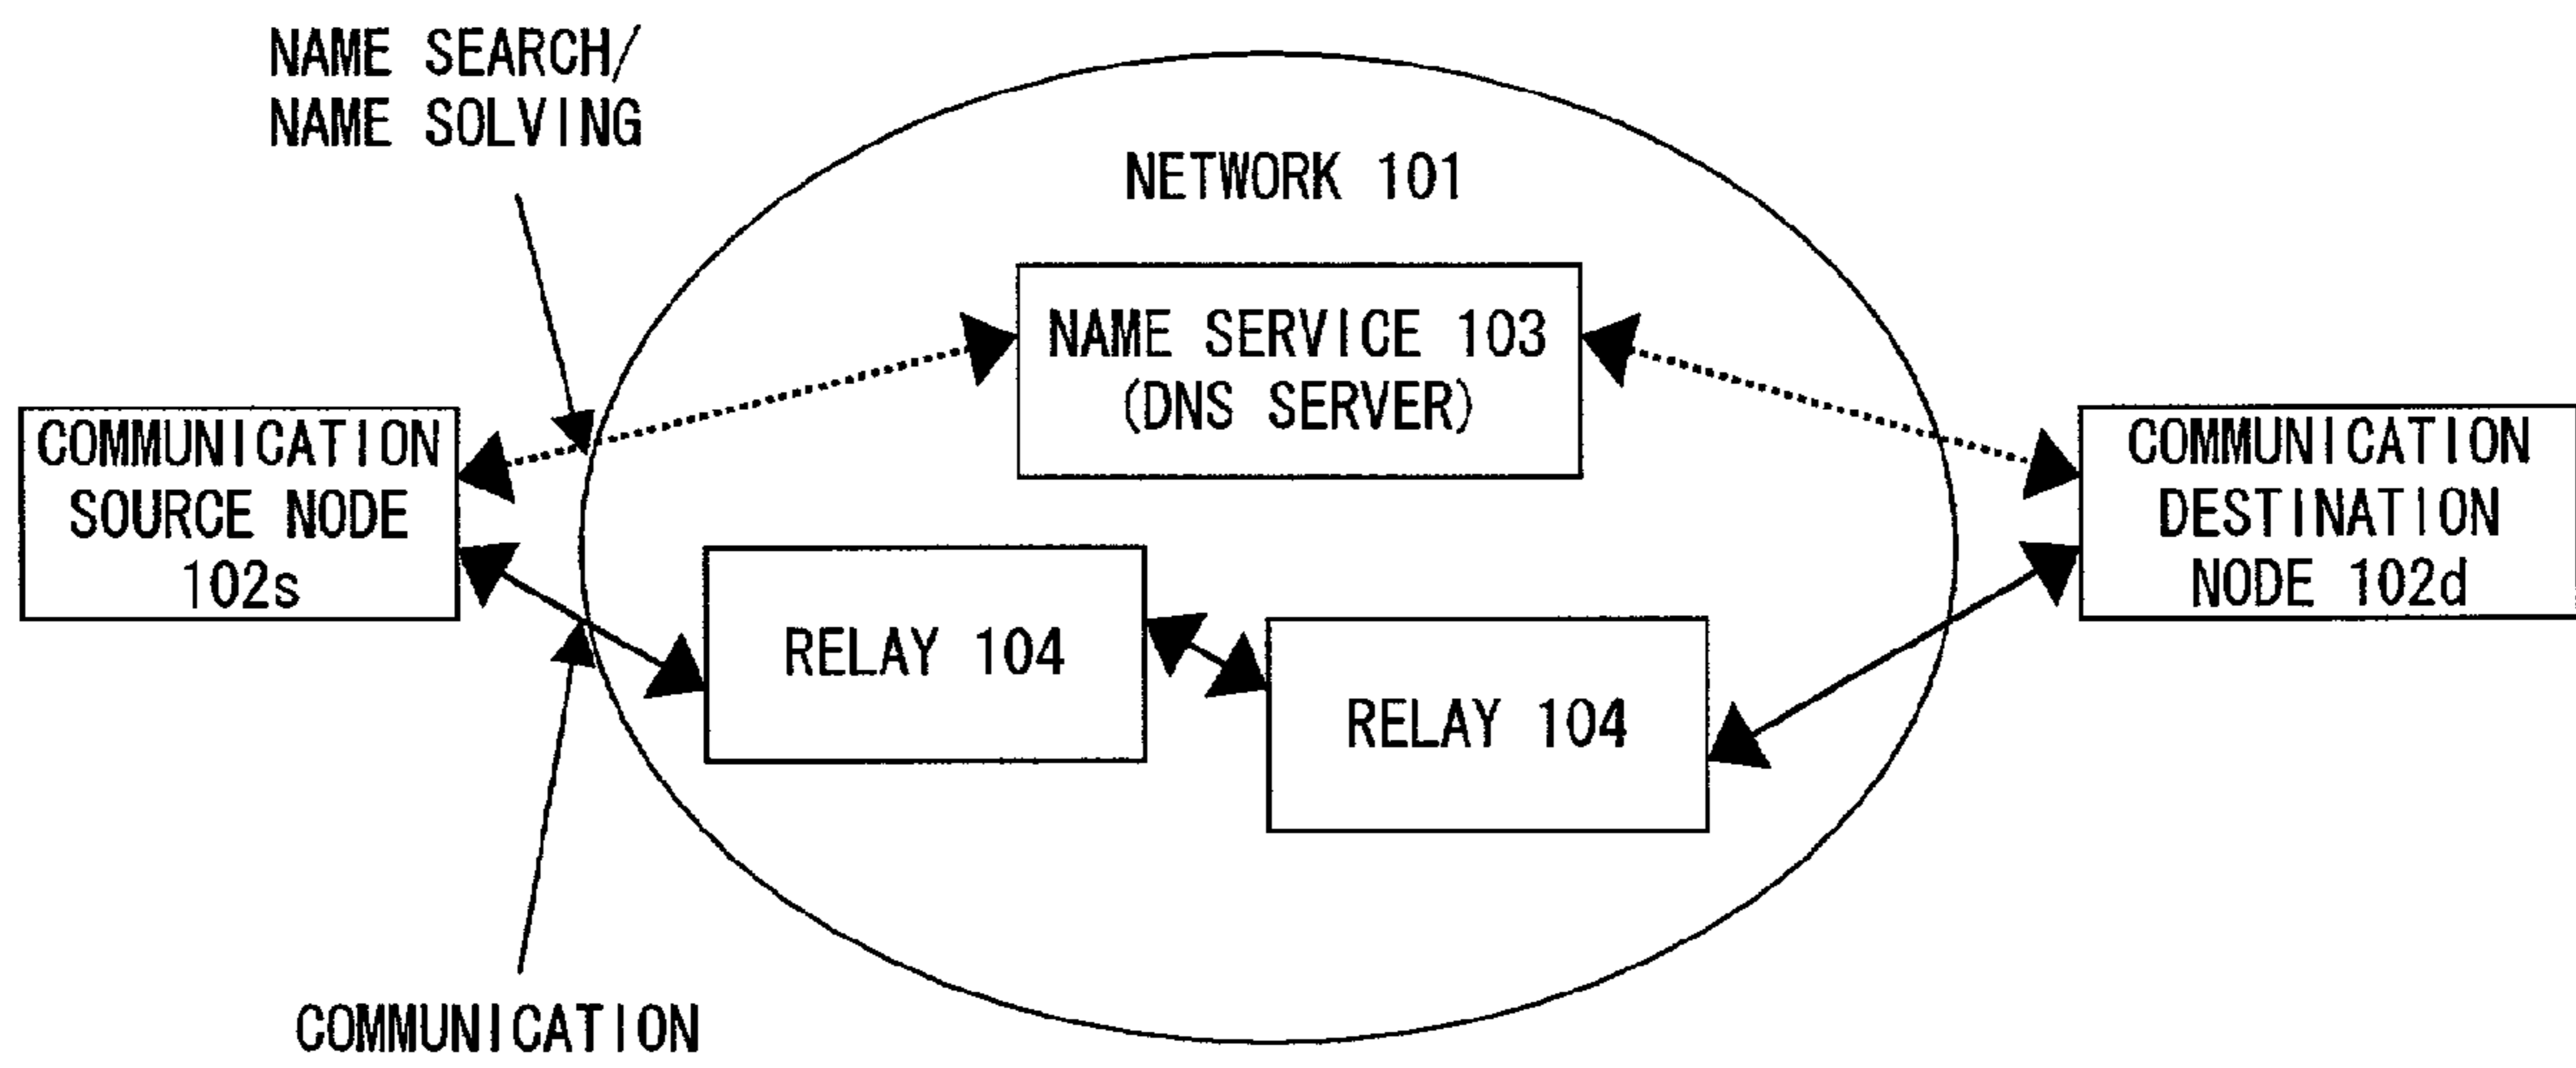 NAME SEARCH/
NAME SOLVING
NETWORK 101
NAME SERVICE 103
(DNS SERVER)
COMMUNICATION
SOURCE NODE
102s
COMMUNICATION
DESTINATION
NODE 102d
RELAY 104
RELAY 104
COMMUNICATION